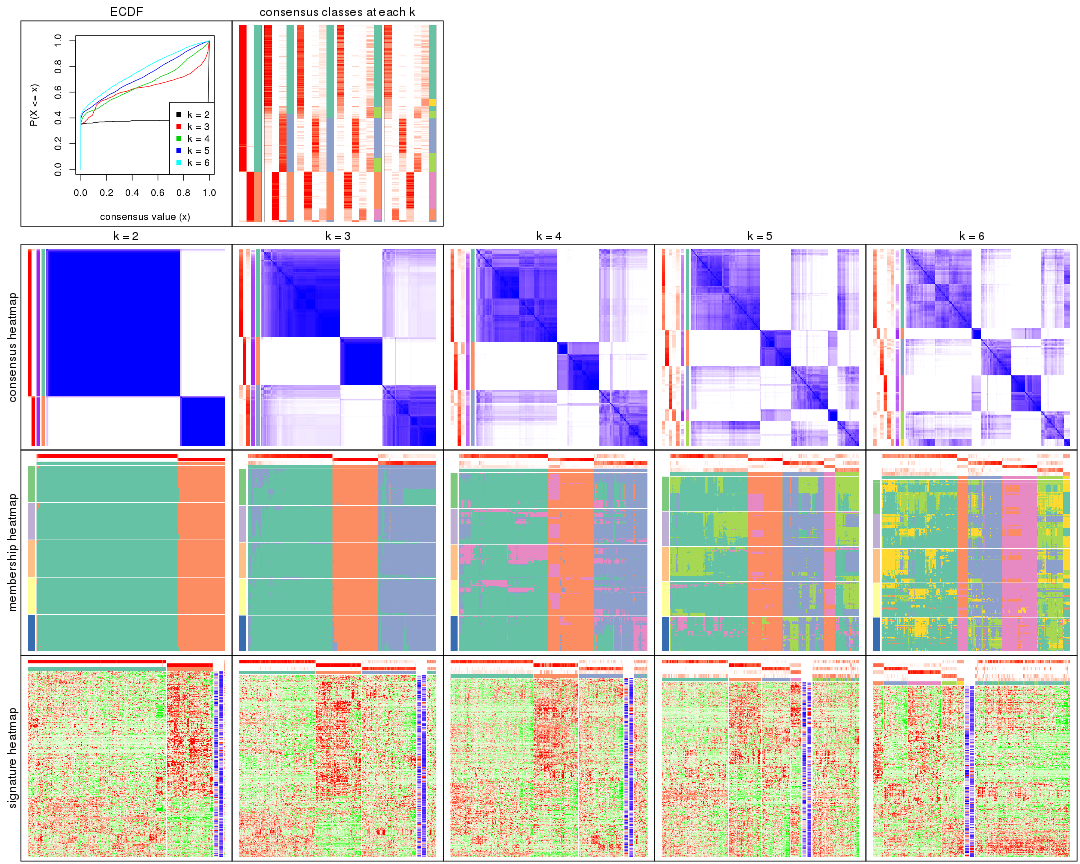 ECDF
consensus classes at each k
P(X <= x)
0.0 0.2 0.4 0.6 0.8 1.0
k = 2
k = 3
k = 4
k = 5
k = 6
0.0 0.2 0.4 0.6 0.8 1.0
consensus value (x)
k = 2 k = 3 k = 4 k = 5 k = 6
consensus heatmap
membership heatmap
signature heatmap